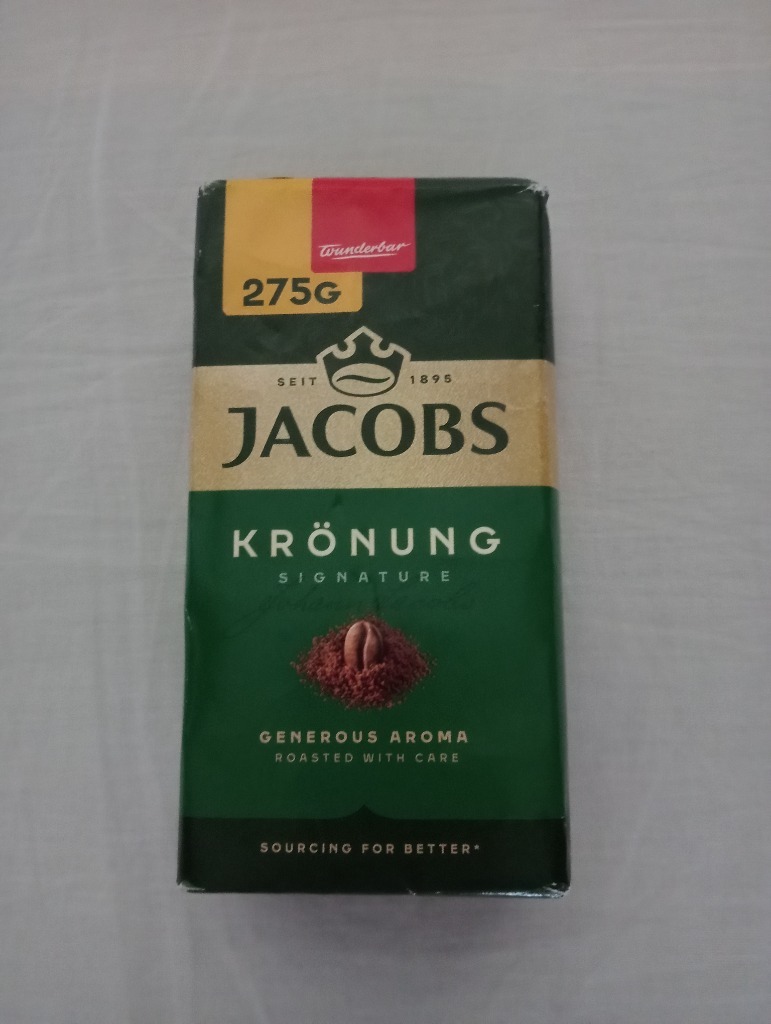 Wunderbar
275G
SEIT 1895
JACOBS
KRÖNUNG
SIGNATURE
GENEROUS AROMA
ROASTED WITH CARE
SOURCING FOR BETTER*